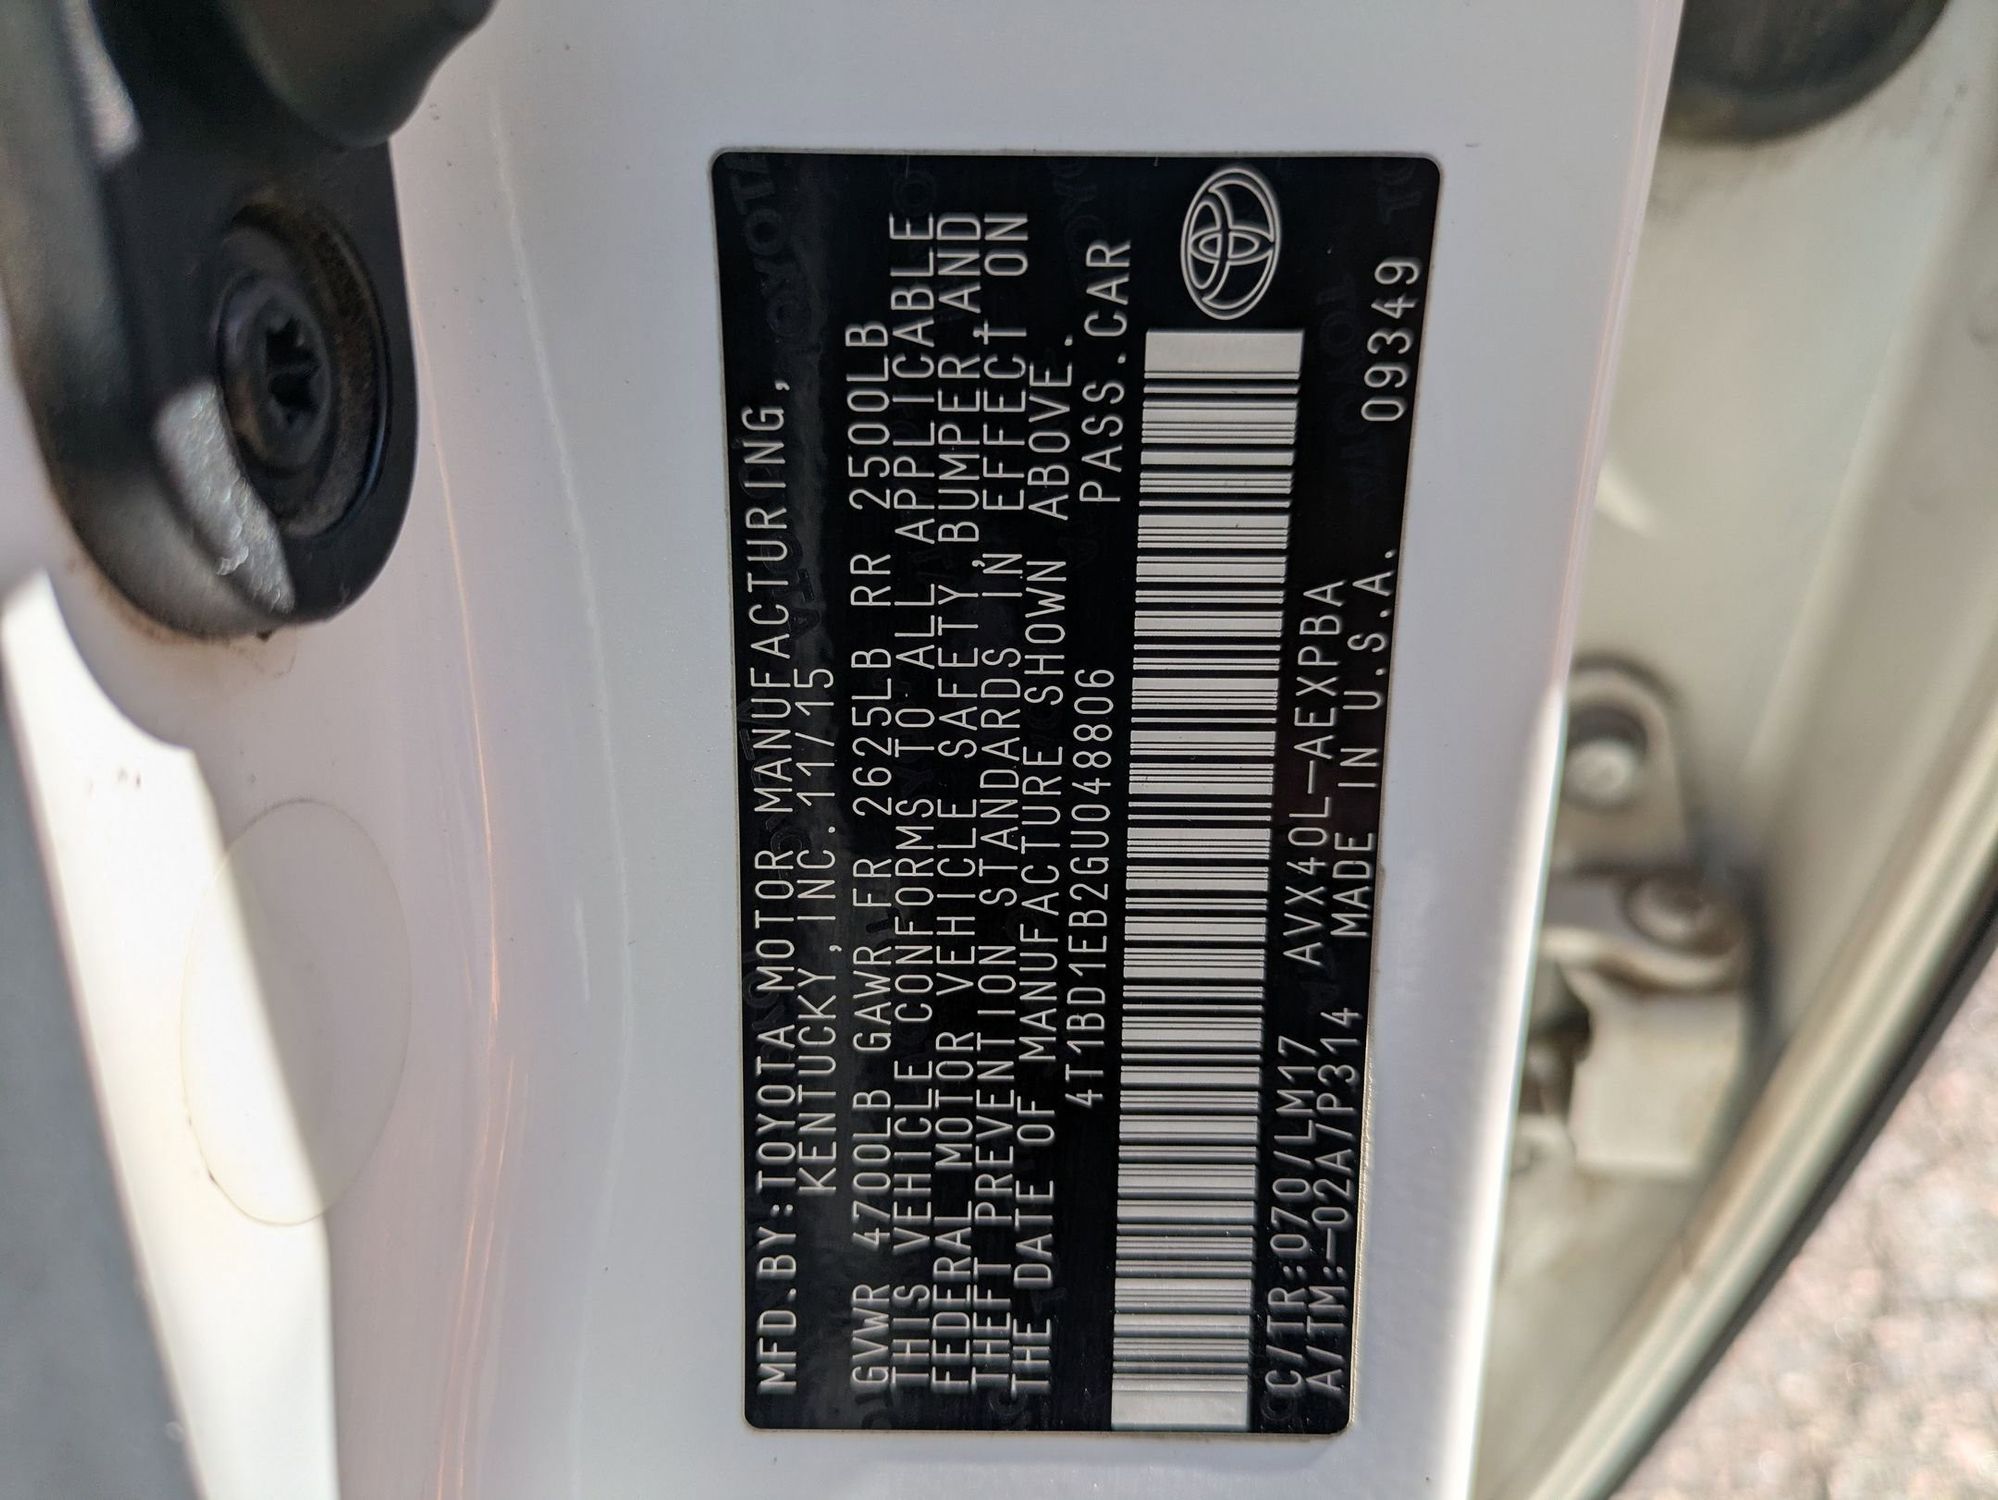 MFD.BY:TOYOTA MOTOR MANUFACTURING,
KENTUCKY,INC.11/15
GVWR 4700LB GAWR FR 2625LB RR 2500LB
THIS VEHICLE CONFORMS TO ALL APPLICABLE
FEDERAL MOTOR VEHICLE SAFETY,BUMPER,AND
THEFT PREVENTION STANDARDS IN EFFECT ON
THE DATE OF MANUFACTURE SHOWN ABOVE.
4T1BD1EB2GU048806 PASS.CAR
C/TR:070/LM17 AVX40L-AEXPBA
A/TM:-02A/P314 MADE IN U.S.A. 09349